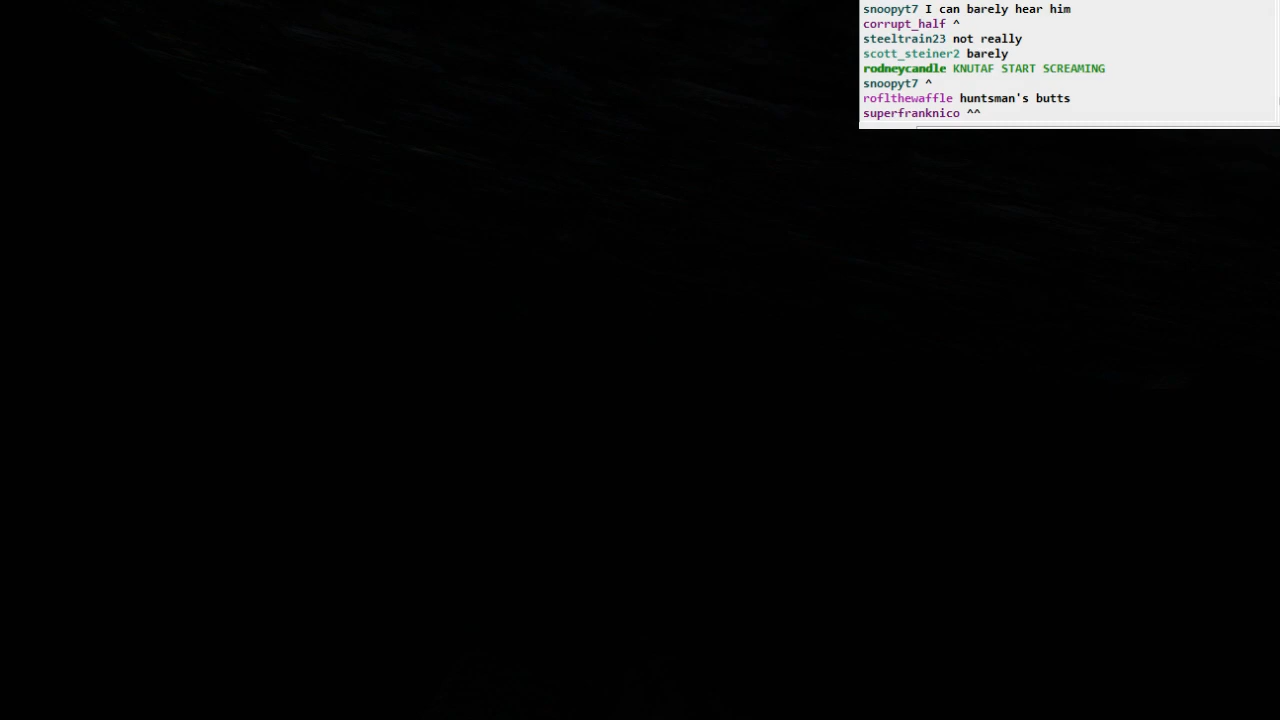 snoopyt7 I can barely hear him
corrupt_half ^
steeltrain23 not really
scott_steiner2 barely
rodneycandle KNUTAF START SCREAMING
snoopyt7 ^
roflthewaffle huntsman's butts
superfranknico ^^